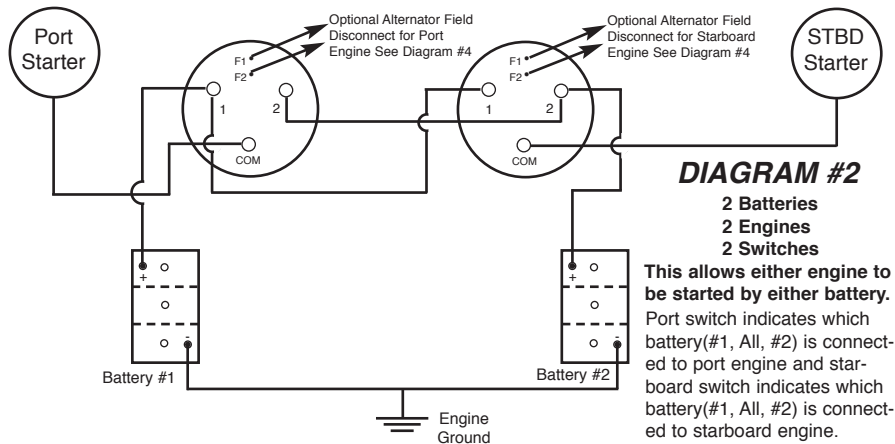 Port
Starter
Optional Alternator Field
Disconnect for Port
Engine See Diagram #4
F1
F2
1
2
COM
Optional Alternator Field
Disconnect for Starboard
Engine See Diagram #4
F1
F2
1
2
COM
STBD
Starter
DIAGRAM #2
2 Batteries
2 Engines
2 Switches
This allows either engine to
be started by either battery.
Port switch indicates which
battery(#1, All, #2) is connect-
ed to port engine and star-
board switch indicates which
battery(#1, All, #2) is connect-
ed to starboard engine.
+
-
Battery #1
+
-
Battery #2
Engine
Ground